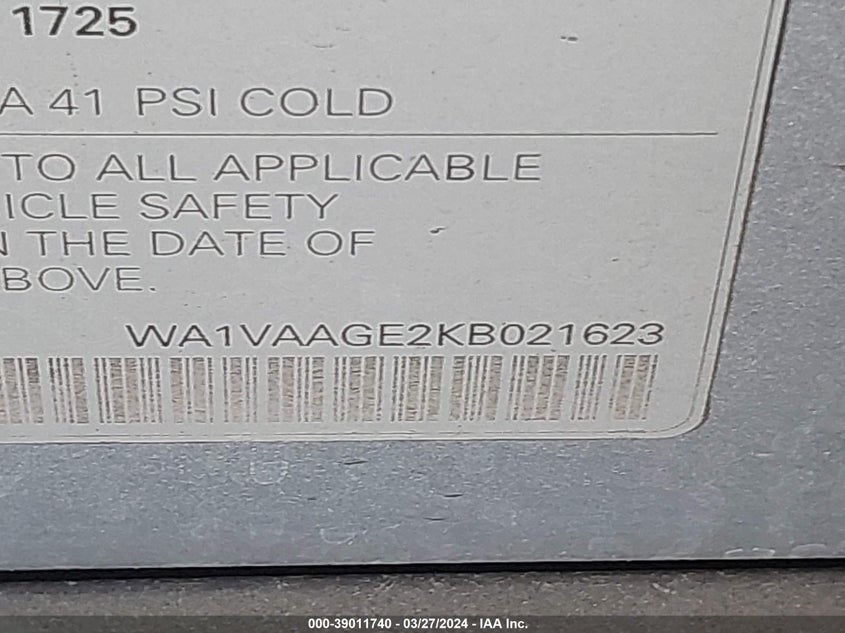 1725
A 41 PSI COLD
TO ALL APPLICABLE
ICLE SAFETY
N THE DATE OF
BOVE.
WA1VAAGE2KB021623
000-39011740 - 03/27/2024 - IAA Inc.